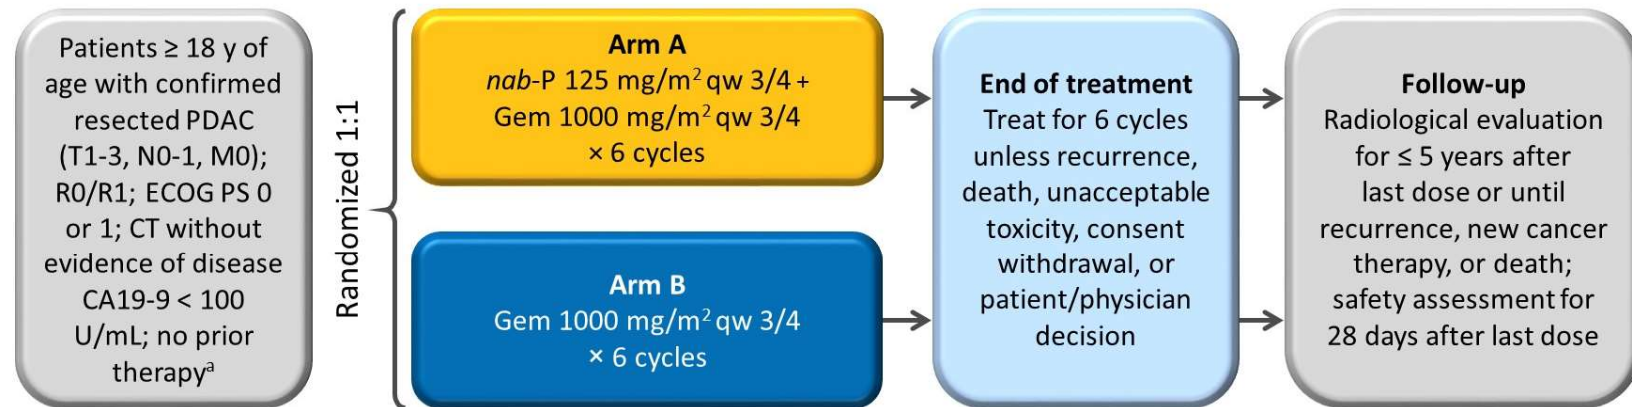 Patients ≥ 18 y of
age with confirmed
resected PDAC
(T1-3, N0-1, M0);
R0/R1; ECOG PS 0
or 1; CT without
evidence of disease
CA19-9 < 100
U/mL; no prior
therapyᵃ
Randomized 1:1
Arm A
nab-P 125 mg/m² qw 3/4 +
Gem 1000 mg/m² qw 3/4
× 6 cycles
Arm B
Gem 1000 mg/m² qw 3/4
× 6 cycles
End of treatment
Treat for 6 cycles
unless recurrence,
death, unacceptable
toxicity, consent
withdrawal, or
patient/physician
decision
Follow-up
Radiological evaluation
for ≤ 5 years after
last dose or until
recurrence, new cancer
therapy, or death;
safety assessment for
28 days after last dose